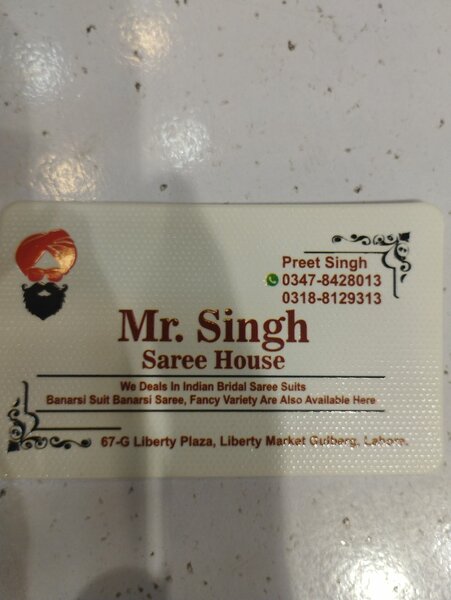 Preet Singh
0347-8428013
0318-8129313
Mr. Singh
Saree House
We Deals In Indian Bridal Saree Suits
Banarsi Suit Banarsi Saree, Fancy Variety Are Also Available Here
67-G Liberty Plaza, Liberty Market Gulberg, Lahore.